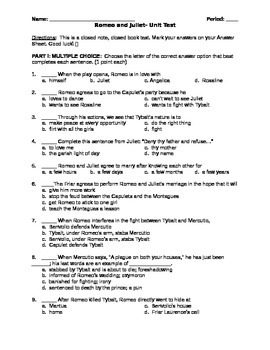 Name: Period:
Romeo and Juliet- Unit Test
Directions: This is a closed note, closed book test. Mark your answers on your Answer
Sheet. Good luck! 
PART I: MULTIPLE CHOICE: Choose the letter of the correct answer option that best
completes each sentence. (1 point each)
1. _____ When the play opens, Romeo is in love with
a. himself b. Juliet c. Angelica d. Rosaline
2. _____ Romeo agrees to go to the Capulet's party because he
a. loves to dance c. can't wait to see Juliet
b. wants to see Rosaline d. wants to fight Tybalt
3. _____ Through his actions, we see that Tybalt's nature is to
a. make peace at every opportunity c. do the right thing
b. flirt with all the girls d. fight
4. _____ Complete this sentence from Juliet: "Deny thy father and refuse..."
a. to love me c. thy name
b. the garish light of day d. thy mother
5. _____ Romeo and Juliet agree to marry after knowing each other for
a. a few hours b. a few days c. a few months d. a few years
6. _____ The Friar agrees to perform Romeo and Juliet's marriage in the hope that it will
a. give him more work
b. stop the feud between the Capulets and the Montagues
c. get him to heaven
d. teach the Montagues a lesson
7. _____ When Romeo interferes in the fight between Tybalt and Mercutio,
a. Benvolio defends Mercutio
b. Tybalt, under Romeo's arm, stabs Mercutio
c. Benvolio, under Romeo's arm, stabs Tybalt
d. Capulet defends Tybalt
8. _____ When Mercutio says, "A plague on both your houses," he has just been
_____; his last words are an example of _____.
a. stabbed by Tybalt and is about to die; foreshadowing
b. informed of Romeo's wedding; synonym
c. banished; oxymoron
d. sentenced to death by the prince; a pun
9. _____ After Romeo killed Tybalt, Romeo directly went to hide at
a. Mantua c. Benvolio's house
b. home d. Friar Laurence's cell